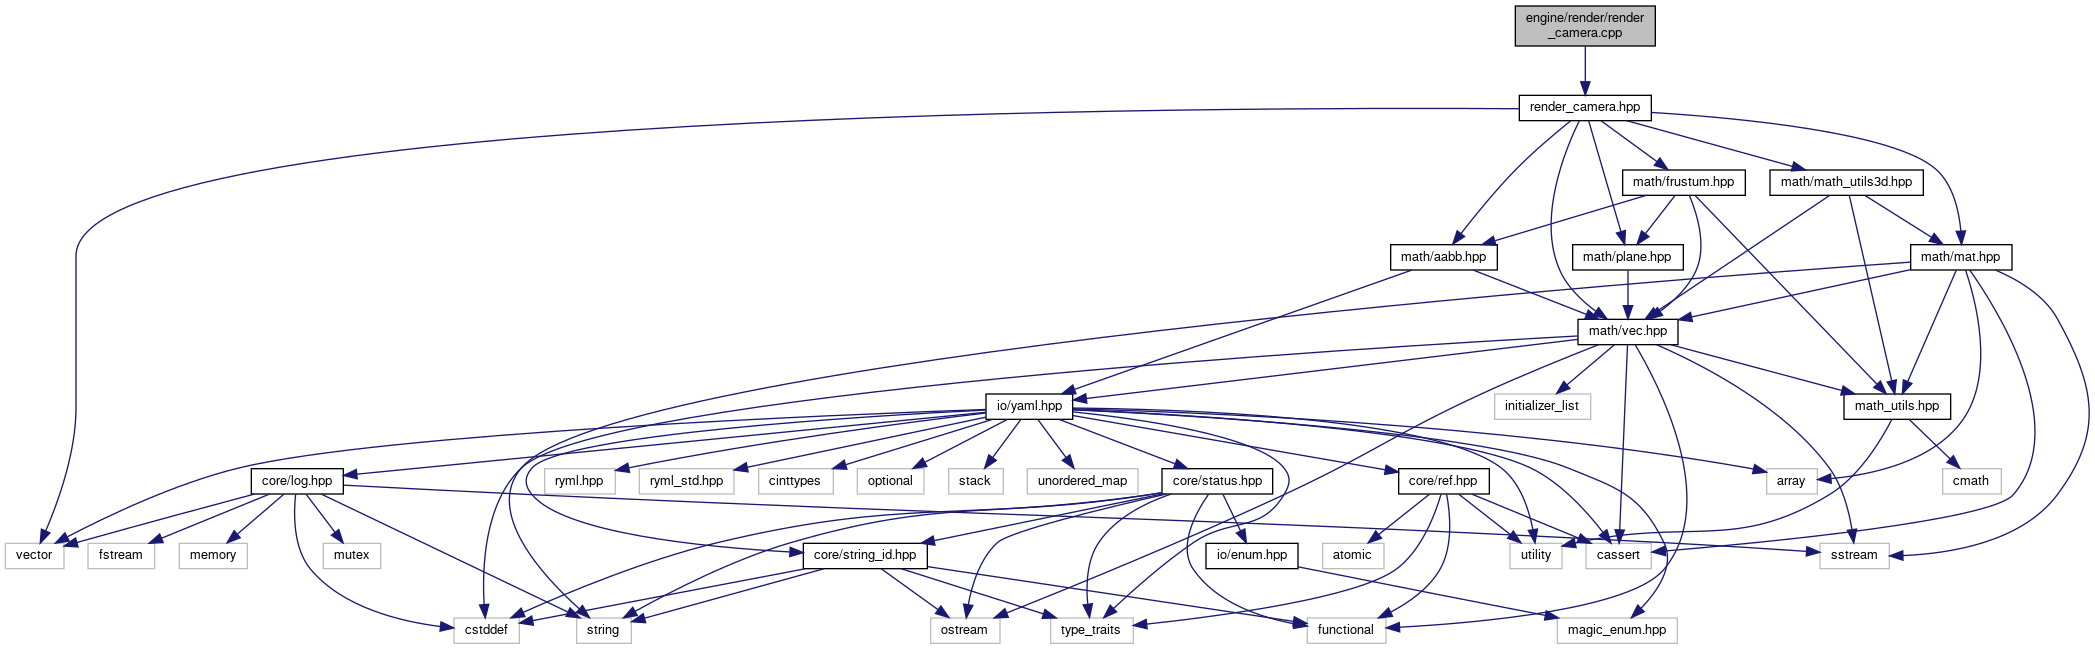 engine/render/render
_camera.cpp
render_camera.hpp
math/frustum.hpp
math/math_utils3d.hpp
math/aabb.hpp
math/plane.hpp
math/mat.hpp
math/vec.hpp
io/yaml.hpp
initializer_list
math_utils.hpp
core/log.hpp
ryml.hpp
ryml_std.hpp
cinttypes
optional
stack
unordered_map
core/status.hpp
core/ref.hpp
array
cmath
vector
fstream
memory
mutex
core/string_id.hpp
io/enum.hpp
atomic
utility
cassert
sstream
cstddef
string
ostream
type_traits
functional
magic_enum.hpp